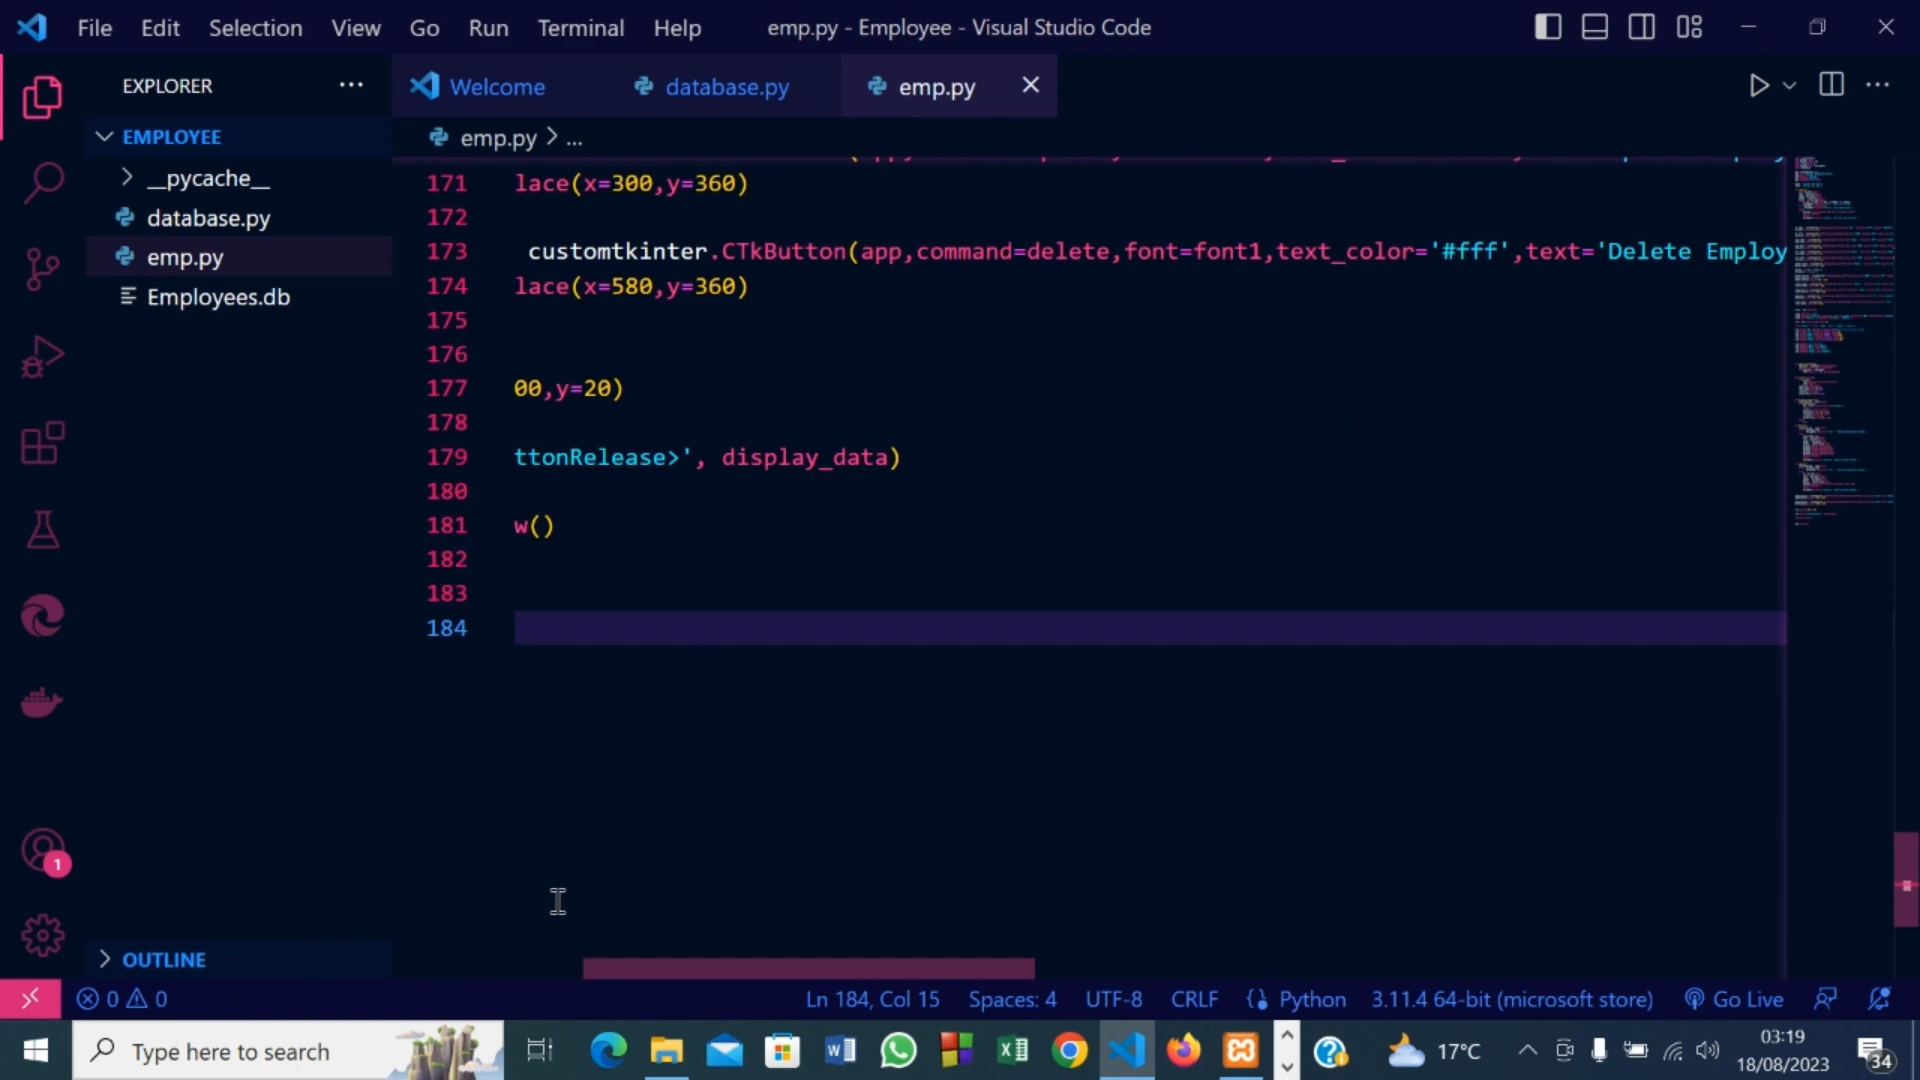 File Edit Selection View Go Run Terminal Help emp.py - Employee - Visual Studio Code
EXPLORER
Welcome database.py emp.py
EMPLOYEE
emp.py > ...
__pycache__
database.py
emp.py
Employees.db
171 lace(x=300,y=360)
172
173 customtkinter.CTkButton(app,command=delete,font=font1,text_color='#fff',text='Delete Employ
174 lace(x=580,y=360)
175
176
177 00,y=20)
178
179 ttonRelease>', display_data)
180
181 w()
182
183
184
1
OUTLINE
0 0 Ln 184, Col 15 Spaces: 4 UTF-8 CRLF Python 3.11.4 64-bit (microsoft store) Go Live
Type here to search
17°C
03:19
18/08/2023
34